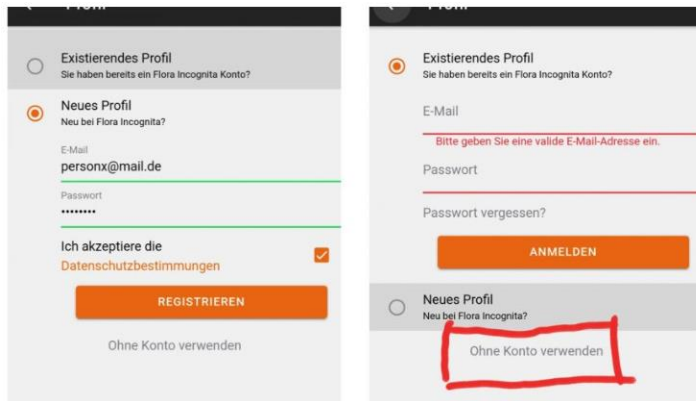 Existierendes Profil
Sie haben bereits ein Flora Incognita Konto?
Neues Profil
Neu bei Flora Incognita?
E-Mail
personx@mail.de
Passwort
••••••••
Ich akzeptiere die
Datenschutzbestimmungen
REGISTRIEREN
Ohne Konto verwenden
Existierendes Profil
Sie haben bereits ein Flora Incognita Konto?
E-Mail
Bitte geben Sie eine valide E-Mail-Adresse ein.
Passwort
Passwort vergessen?
ANMELDEN
Neues Profil
Neu bei Flora Incognita?
Ohne Konto verwenden